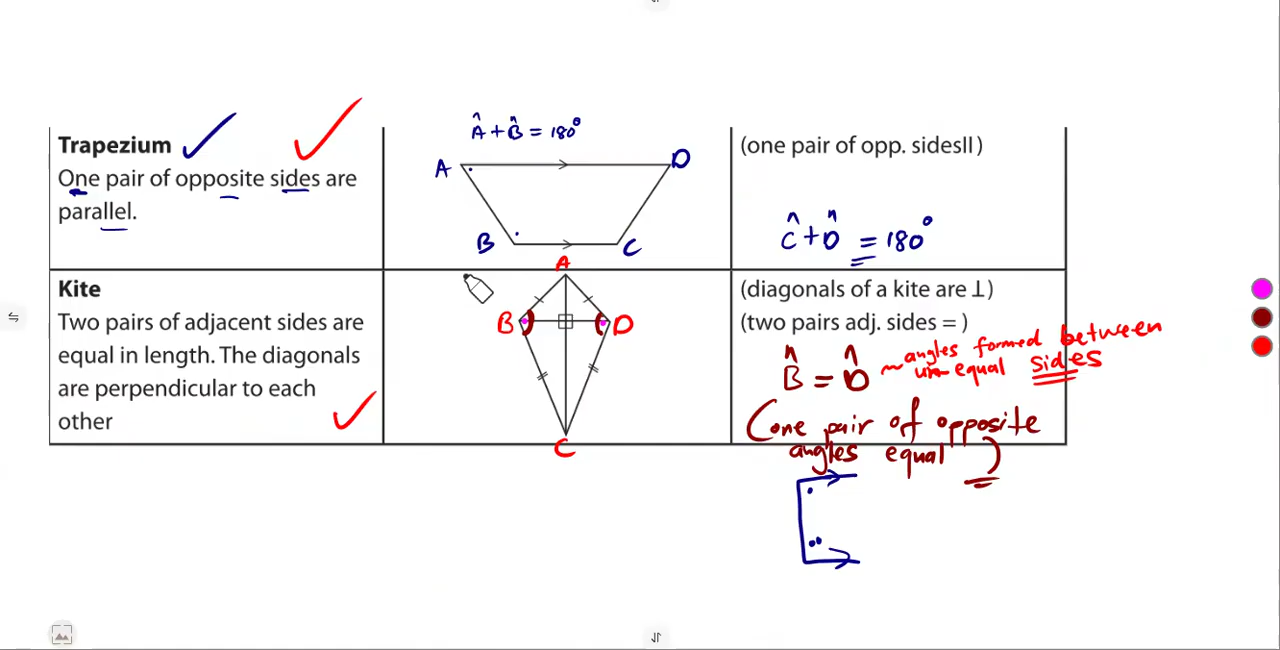 Trapezium
One pair of opposite sides are
parallel.
Â + B̂ = 180°
A
D
B
C
(one pair of opp. sides||)
Ĉ + D̂ = 180°
Kite
Two pairs of adjacent sides are
equal in length. The diagonals
are perpendicular to each
other
A
B
D
C
(diagonals of a kite are ⊥)
(two pairs adj. sides = )
B̂ = D̂ ~ angles formed between
un-equal sides
(one pair of opposite
angles equal)